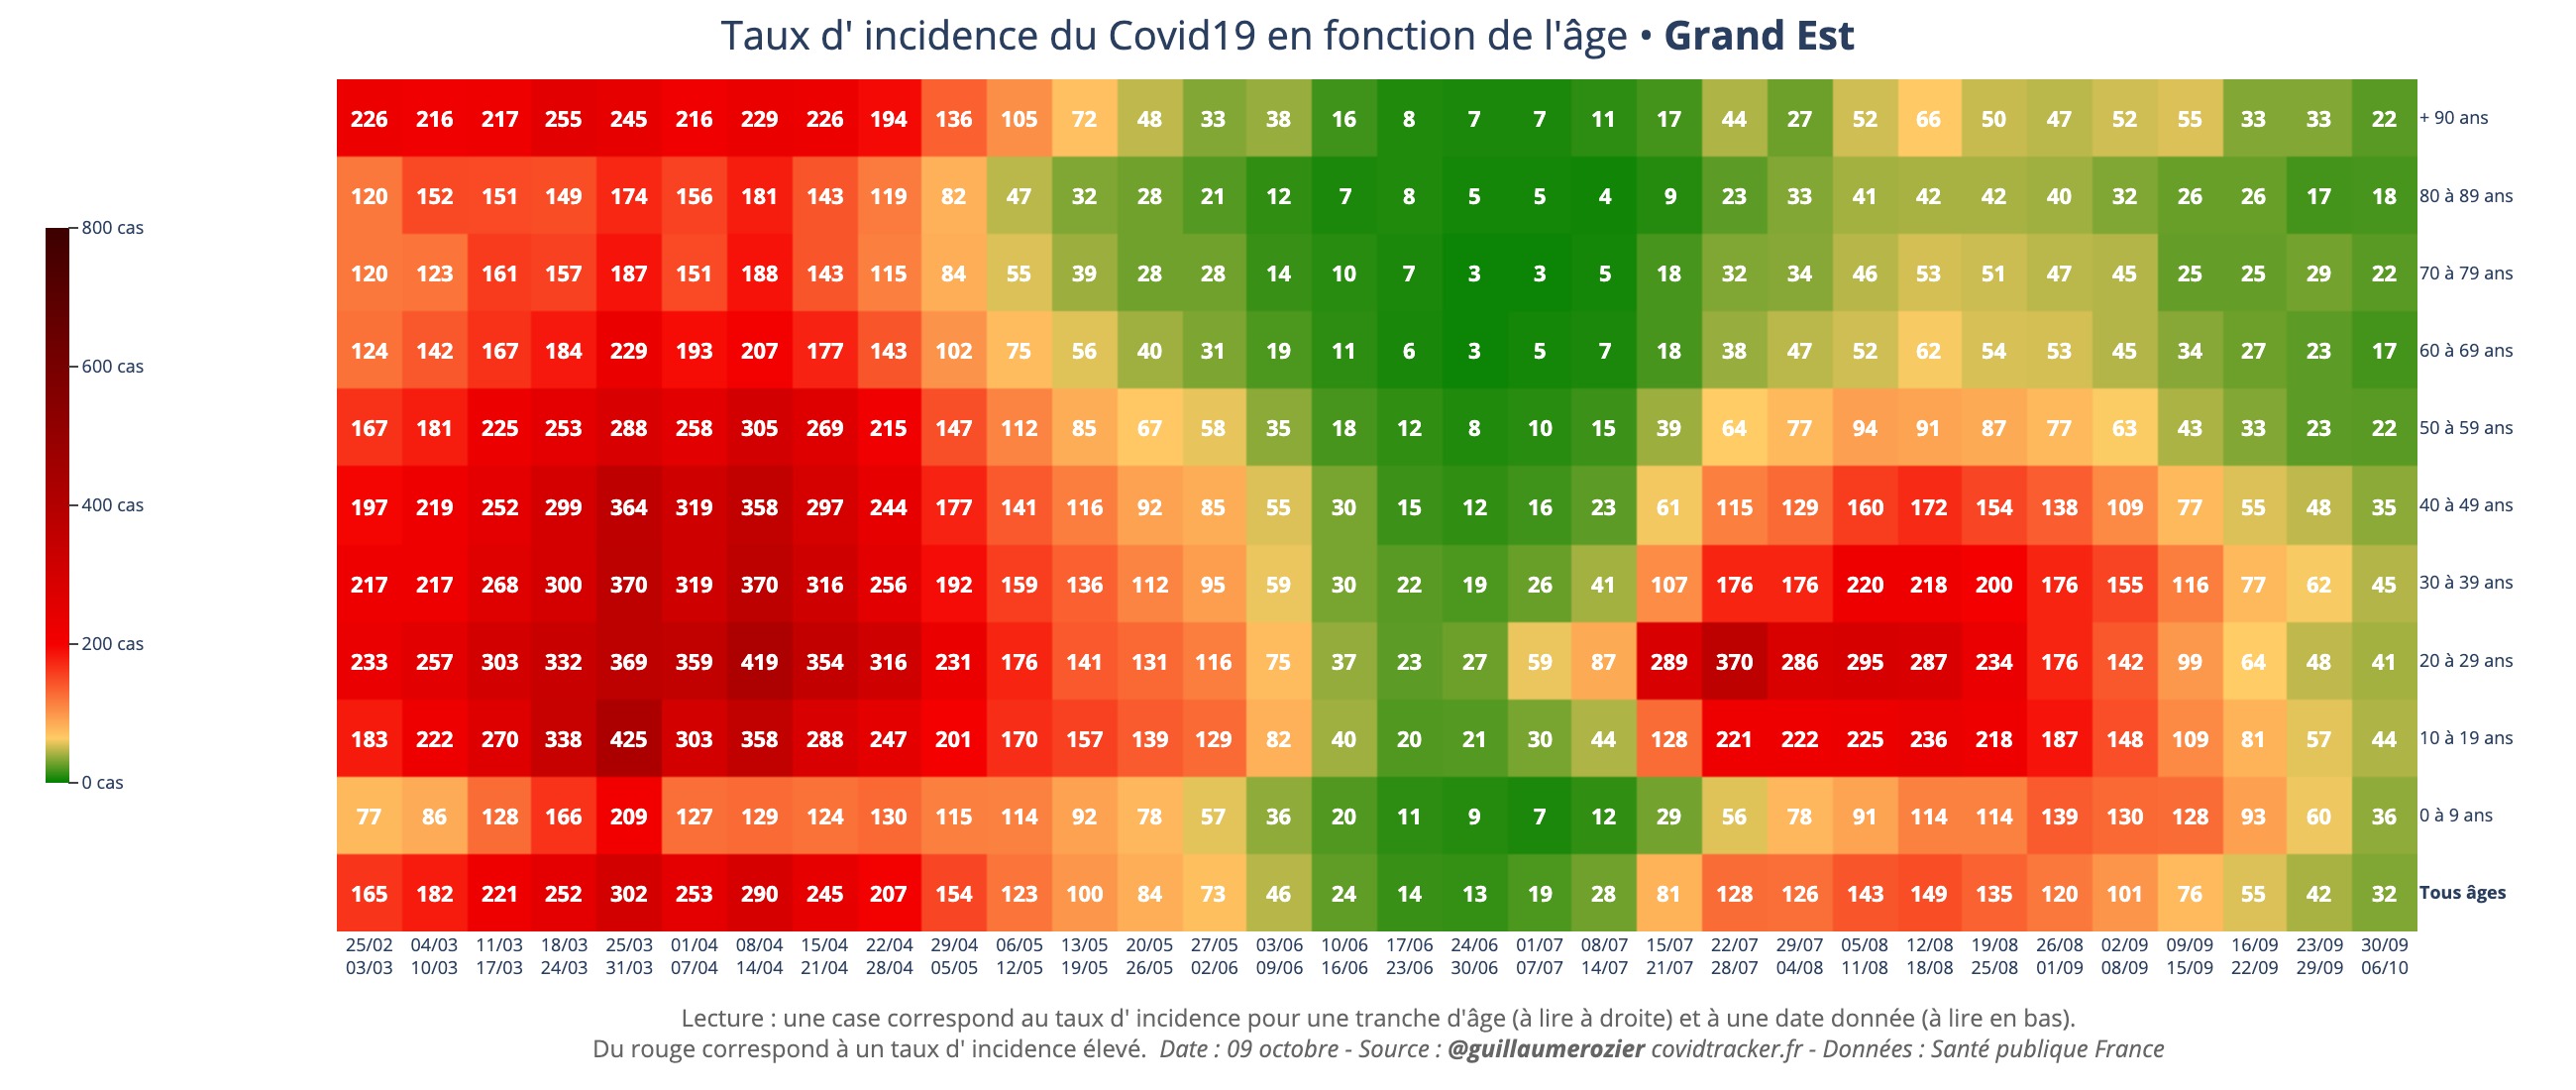 Taux d' incidence du Covid19 en fonction de l'âge • Grand Est
226 216 217 255 245 216 229 226 194 136 105 72 48 33 38 16 8 7 7 11 17 44 27 52 66 50 47 52 55 33 33 22 + 90 ans
120 152 151 149 174 156 181 143 119 82 47 32 28 21 12 7 8 5 5 4 9 23 33 41 42 42 40 32 26 26 17 18 80 à 89 ans
800 cas
120 123 161 157 187 151 188 143 115 84 55 39 28 28 14 10 7 3 3 5 18 32 34 46 53 51 47 45 25 25 29 22 70 à 79 ans
124 142 167 184 229 193 207 177 143 102 75 56 40 31 19 11 6 3 5 7 18 38 47 52 62 54 53 45 34 27 23 17 60 à 69 ans
600 cas
167 181 225 253 288 258 305 269 215 147 112 85 67 58 35 18 12 8 10 15 39 64 77 94 91 87 77 63 43 33 23 22 50 à 59 ans
400 cas
197 219 252 299 364 319 358 297 244 177 141 116 92 85 55 30 15 12 16 23 61 115 129 160 172 154 138 109 77 55 48 35 40 à 49 ans
217 217 268 300 370 319 370 316 256 192 159 136 112 95 59 30 22 19 26 41 107 176 176 220 218 200 176 155 116 77 62 45 30 à 39 ans
200 cas
233 257 303 332 369 359 419 354 316 231 176 141 131 116 75 37 23 27 59 87 289 370 286 295 287 234 176 142 99 64 48 41 20 à 29 ans
183 222 270 338 425 303 358 288 247 201 170 157 139 129 82 40 20 21 30 44 128 221 222 225 236 218 187 148 109 81 57 44 10 à 19 ans
0 cas
77 86 128 166 209 127 129 124 130 115 114 92 78 57 36 20 11 9 7 12 29 56 78 91 114 114 139 130 128 93 60 36 0 à 9 ans
165 182 221 252 302 253 290 245 207 154 123 100 84 73 46 24 14 13 19 28 81 128 126 143 149 135 120 101 76 55 42 32 Tous âges
25/02 04/03 11/03 18/03 25/03 01/04 08/04 15/04 22/04 29/04 06/05 13/05 20/05 27/05 03/06 10/06 17/06 24/06 01/07 08/07 15/07 22/07 29/07 05/08 12/08 19/08 26/08 02/09 09/09 16/09 23/09 30/09
03/03 10/03 17/03 24/03 31/03 07/04 14/04 21/04 28/04 05/05 12/05 19/05 26/05 02/06 09/06 16/06 23/06 30/06 07/07 14/07 21/07 28/07 04/08 11/08 18/08 25/08 01/09 08/09 15/09 22/09 29/09 06/10
Lecture : une case correspond au taux d' incidence pour une tranche d'âge (à lire à droite) et à une date donnée (à lire en bas).
Du rouge correspond à un taux d' incidence élevé. Date : 09 octobre - Source : @guillaumerozier covidtracker.fr - Données : Santé publique France